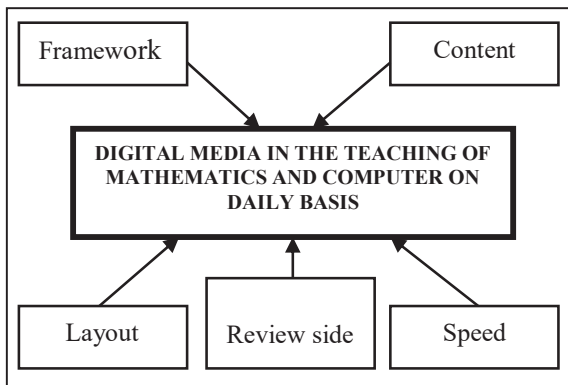 Framework
Content
DIGITAL MEDIA IN THE TEACHING OF
MATHEMATICS AND COMPUTER ON
DAILY BASIS
Layout
Review side
Speed